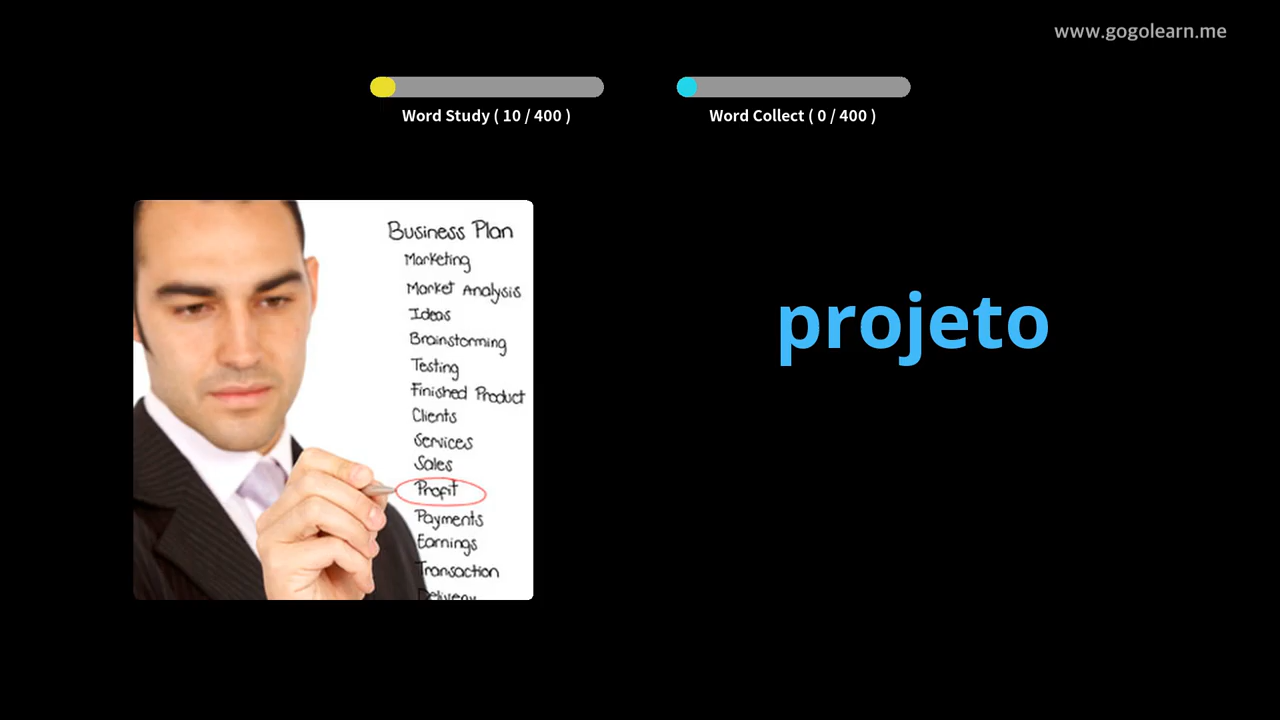 www.gogolearn.me
Word Study ( 10 / 400 )
Word Collect ( 0 / 400 )
Business Plan
Marketing
Market Analysis
Ideas
Brainstorming
Testing
Finished Product
Clients
Services
Sales
Profit
Payments
Earnings
Transaction
Delivery
projeto